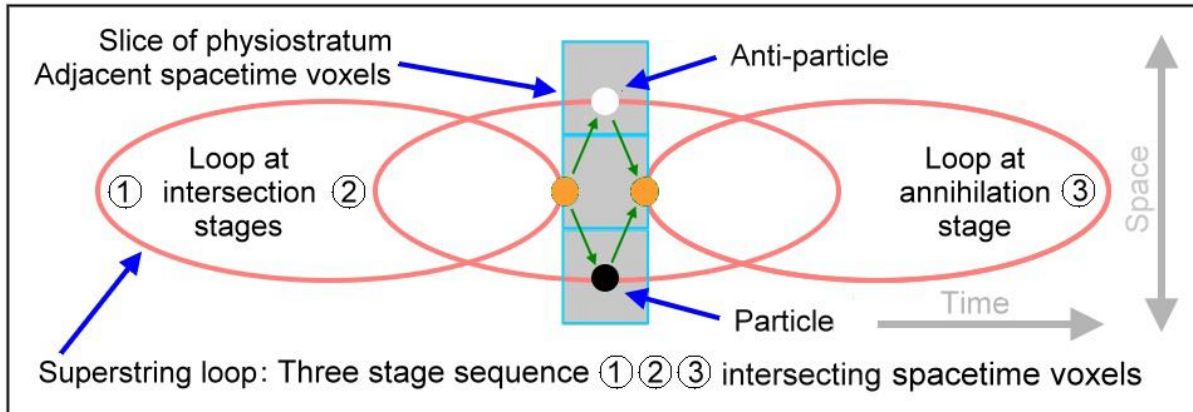 Slice of physiostratum
Adjacent spacetime voxels
Anti-particle
① Loop at intersection stages ②
Loop at annihilation stage ③
Space
Time
Particle
Superstring loop: Three stage sequence ①②③ intersecting spacetime voxels